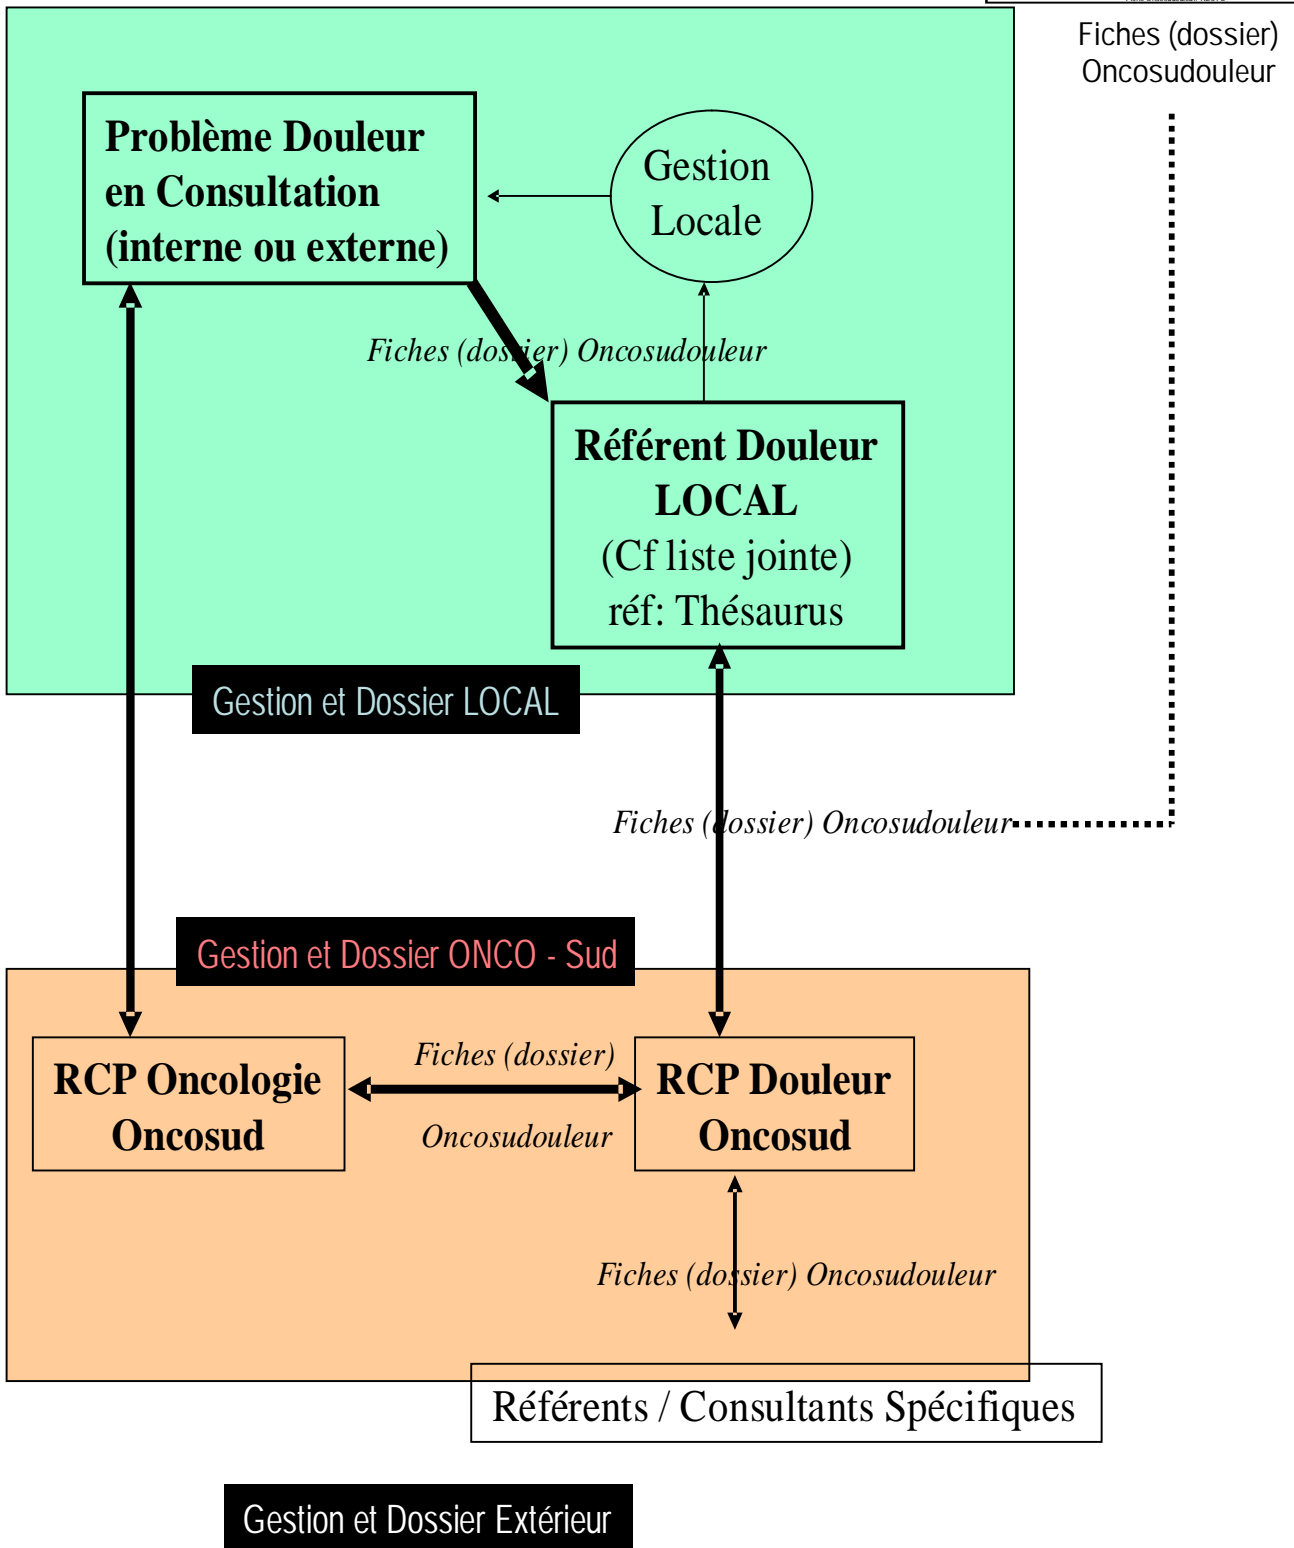 Fiches (dossier)
Oncosudouleur
Problème Douleur
en Consultation
(interne ou externe)
Gestion
Locale
Fiches (dossier) Oncosudouleur
Référent Douleur
LOCAL
(Cf liste jointe)
réf: Thésaurus
Gestion et Dossier LOCAL
Fiches (dossier) Oncosudouleur
Gestion et Dossier ONCO - Sud
RCP Oncologie
Oncosud
Fiches (dossier)
Oncosudouleur
RCP Douleur
Oncosud
Fiches (dossier) Oncosudouleur
Référents / Consultants Spécifiques
Gestion et Dossier Extérieur